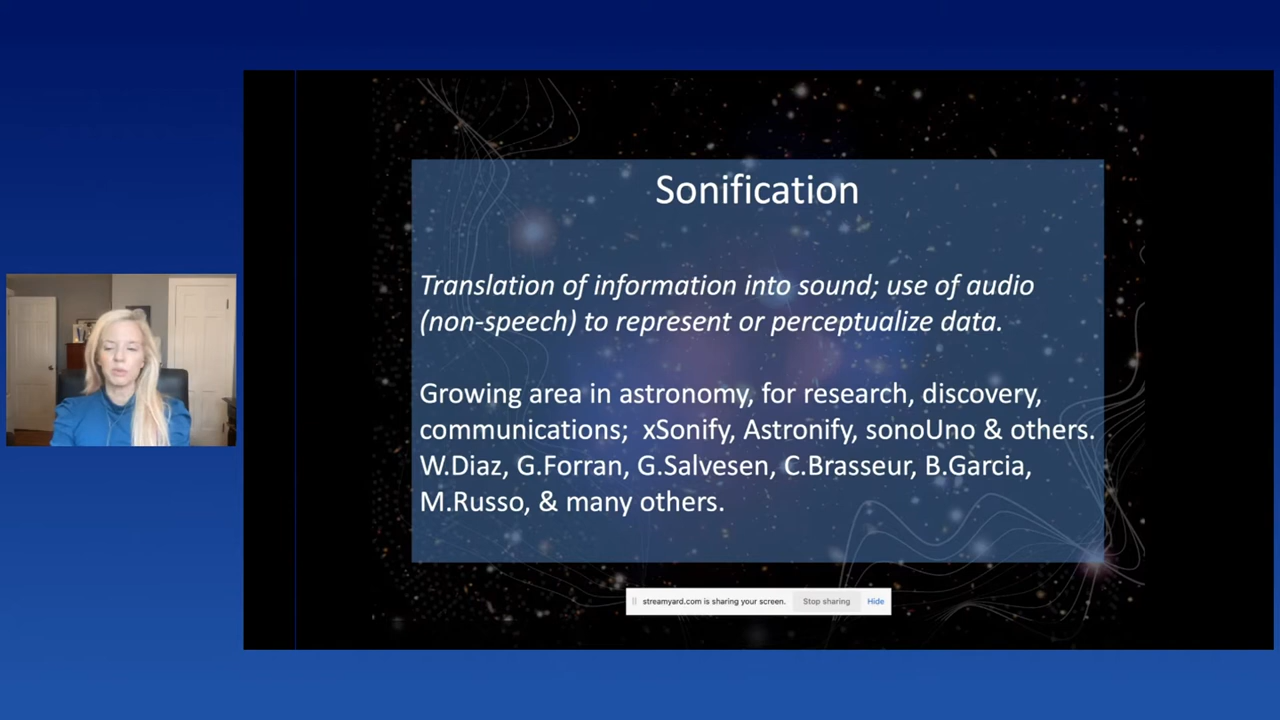 Sonification
Translation of information into sound; use of audio
(non-speech) to represent or perceptualize data.
Growing area in astronomy, for research, discovery,
communications; xSonify, Astronify, sonoUno & others.
W.Diaz, G.Forran, G.Salvesen, C.Brasseur, B.Garcia,
M.Russo, & many others.
streamyard.com is sharing your screen. Stop sharing Hide